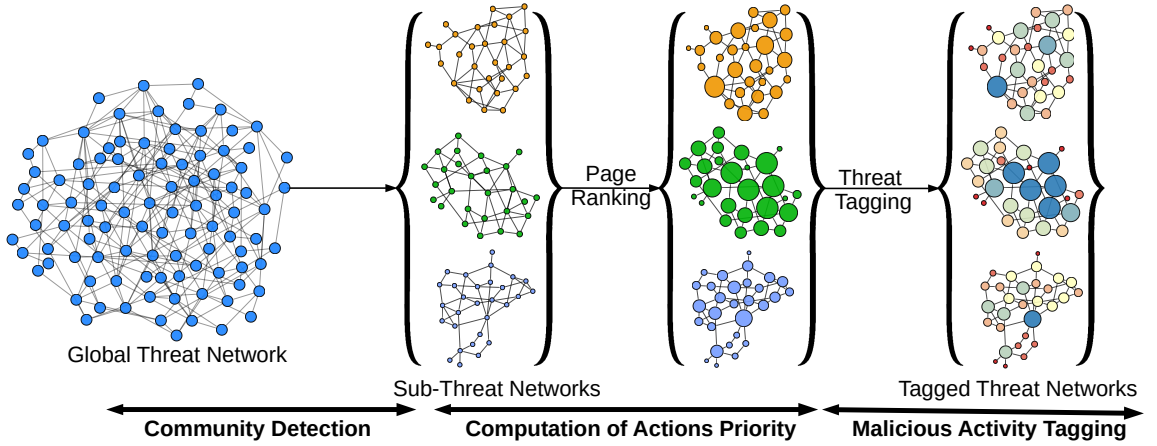 Page
Ranking
Threat
Tagging
Global Threat Network
Sub-Threat Networks
Tagged Threat Networks
Community Detection
Computation of Actions Priority
Malicious Activity Tagging